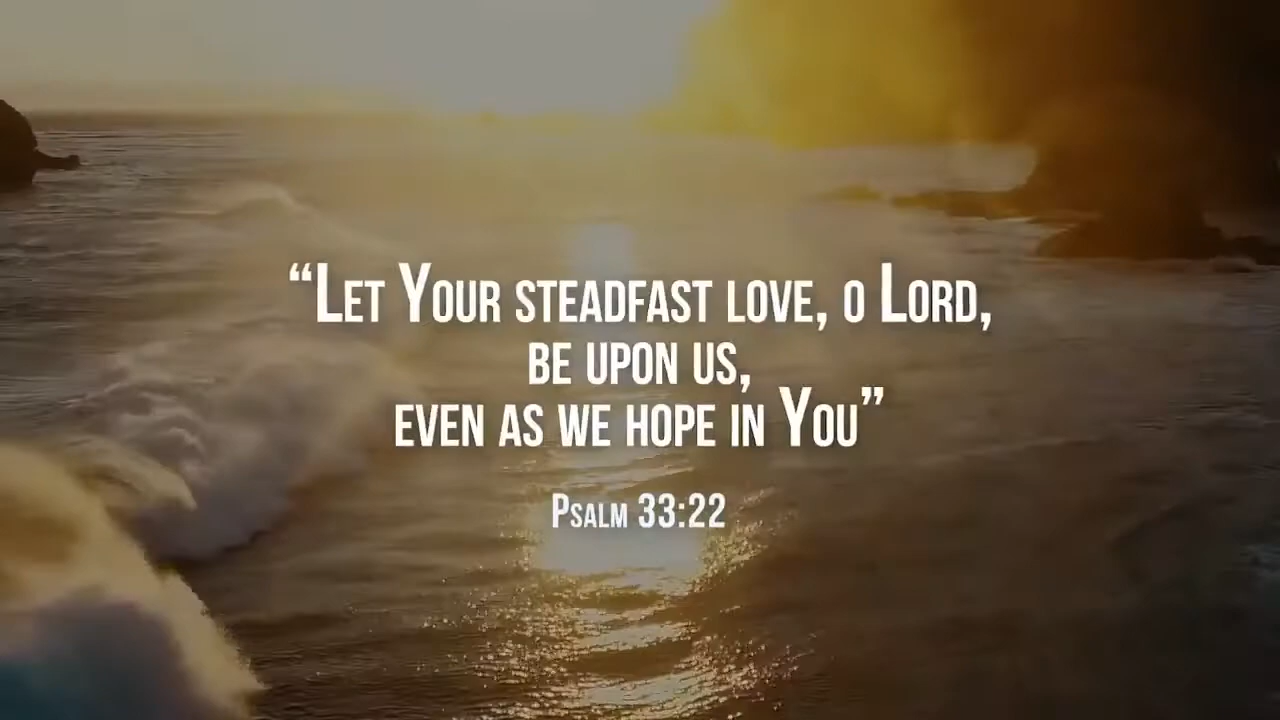 “Let Your steadfast love, o Lord,
be upon us,
even as we hope in You”
Psalm 33:22